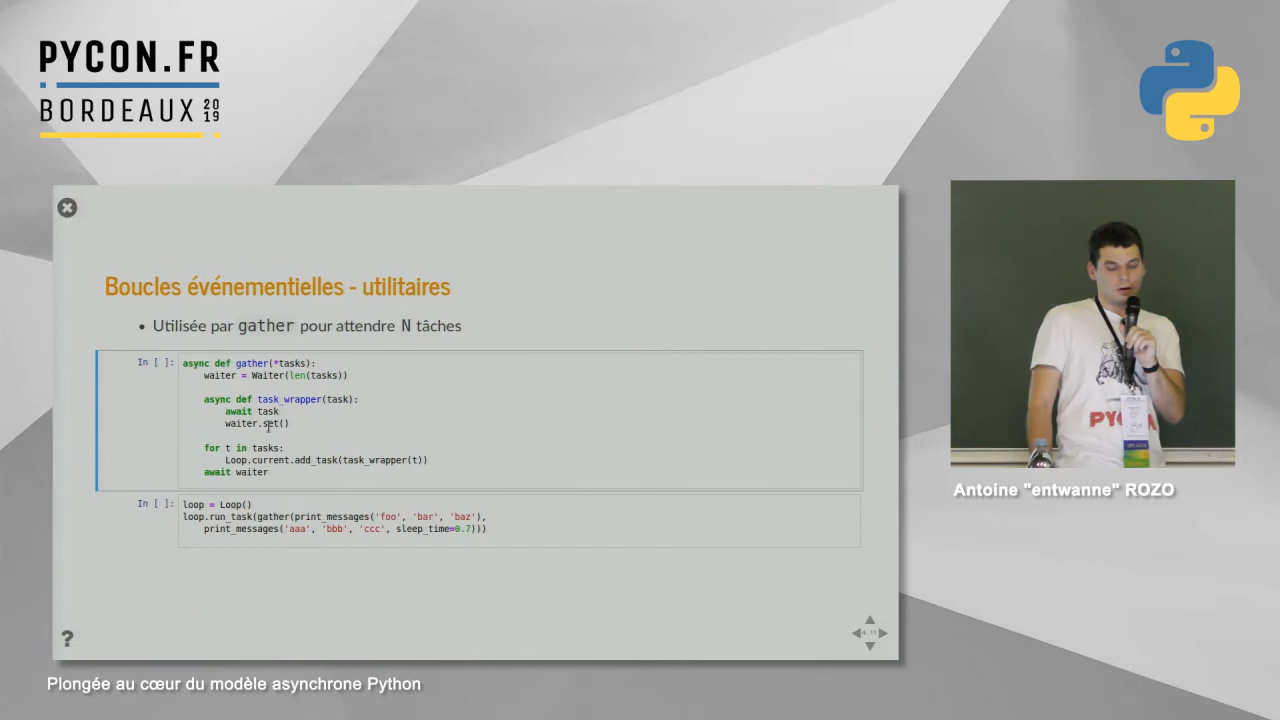 PYCON.FR
BORDEAUX 20 19
Boucles événementielles - utilitaires
• Utilisée par gather pour attendre N tâches
In [ ]:
async def gather(*tasks):
waiter = Waiter(len(tasks))
async def task_wrapper(task):
await task
waiter.set()
for t in tasks:
Loop.current.add_task(task_wrapper(t))
await waiter
In [ ]:
loop = Loop()
loop.run_task(gather(print_messages('foo', 'bar', 'baz'),
print_messages('aaa', 'bbb', 'ccc', sleep_time=0.7)))
?
PYC
Antoine "entwanne" ROZO
Plongée au cœur du modèle asynchrone Python